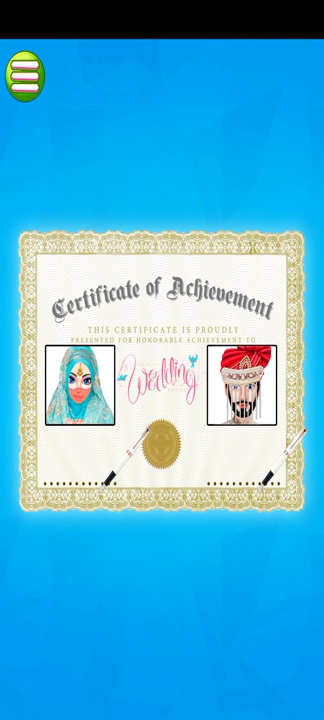 Certificate of Achievement
THIS CERTIFICATE IS PROUDLY
PRESENTED FOR HONORABLE ACHIEVEMENT TO
Wedding